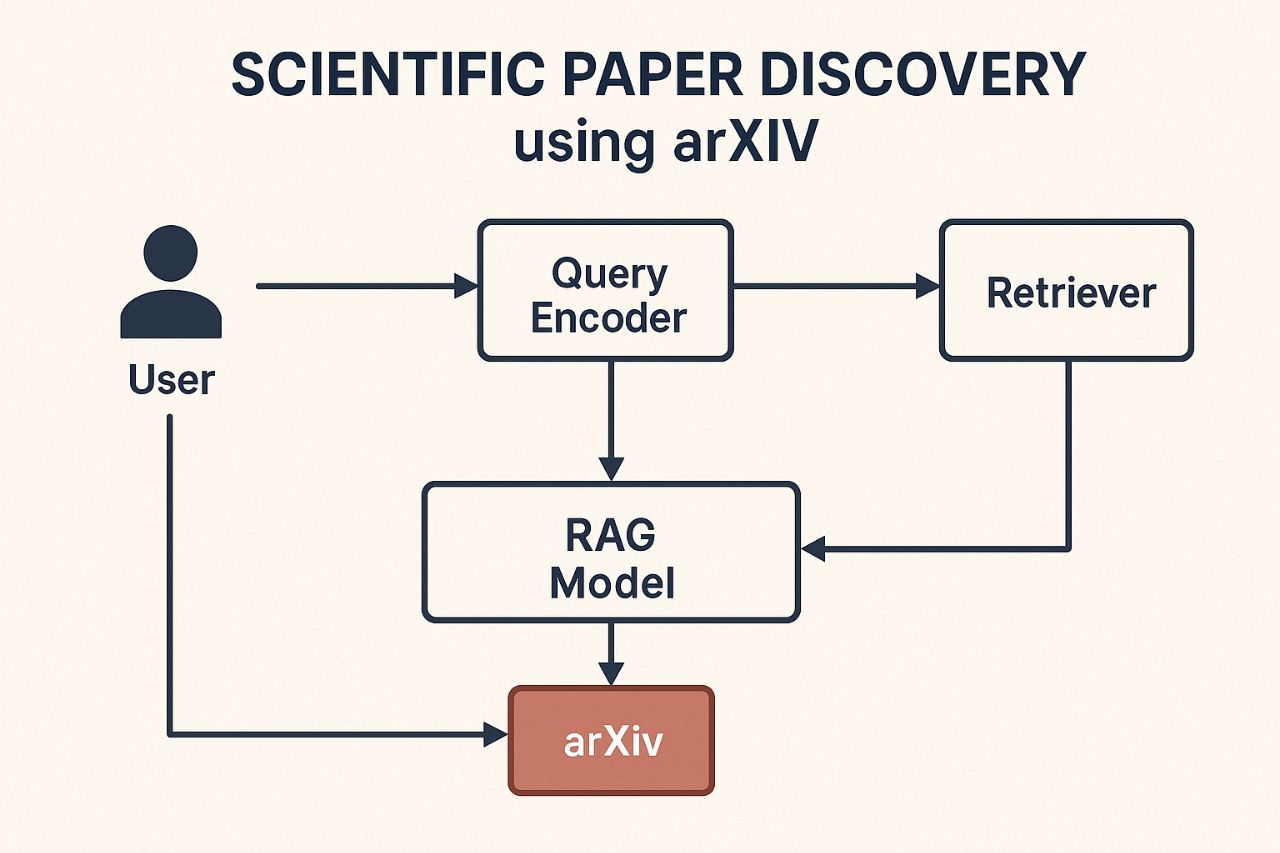 SCIENTIFIC PAPER DISCOVERY
using arXIV
User
Query
Encoder
Retriever
RAG
Model
arXiv